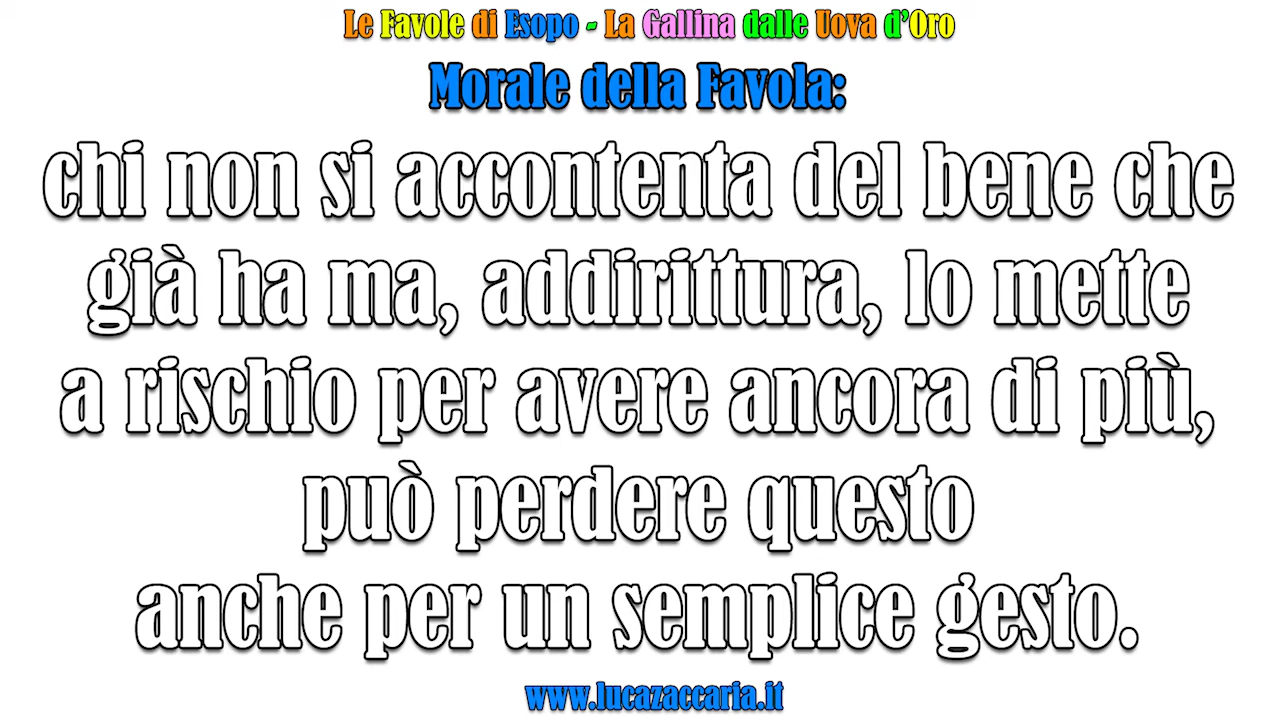 Le Favole di Esopo - La Gallina dalle Uova d’Oro
Morale della Favola:
chi non si accontenta del bene che
già ha ma, addirittura, lo mette
a rischio per avere ancora di più,
può perdere questo
anche per un semplice gesto.
www.lucazaccaria.it